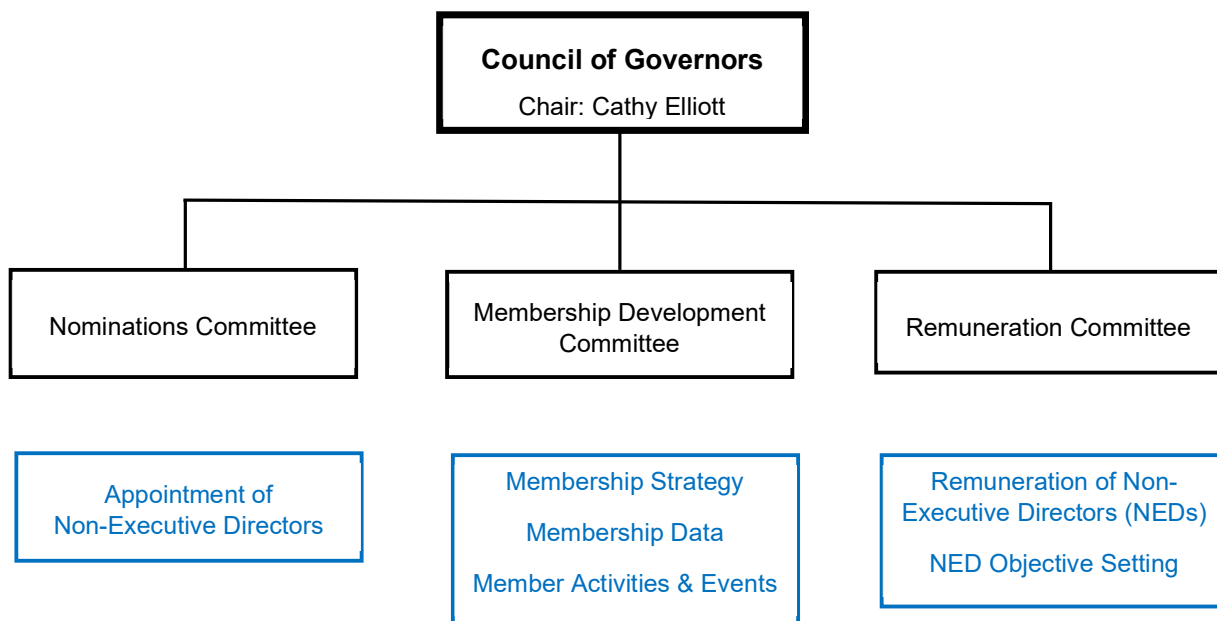 Council of Governors
Chair: Cathy Elliott
Nominations Committee
Membership Development
Committee
Remuneration Committee
Appointment of
Non-Executive Directors
Membership Strategy
Membership Data
Member Activities & Events
Remuneration of Non-
Executive Directors (NEDs)
NED Objective Setting